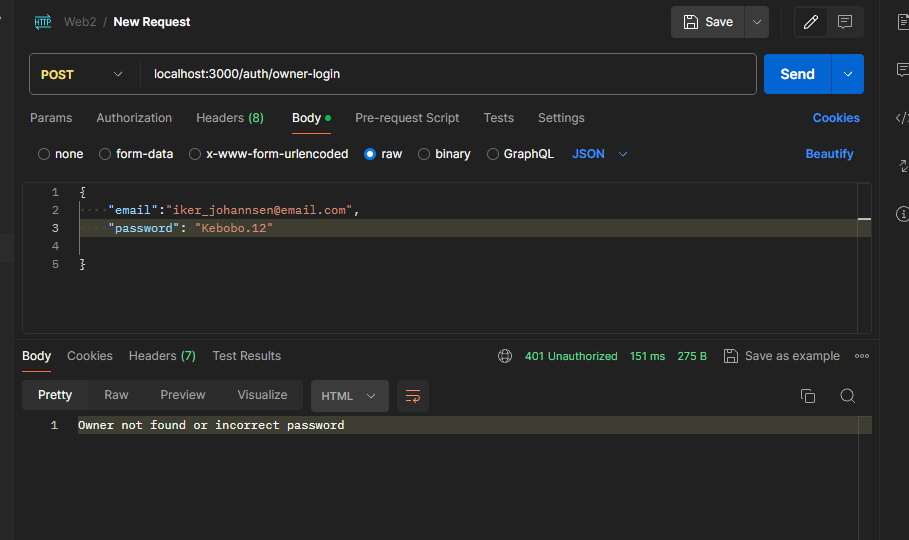 HTTP Web2 / New Request Save
POST localhost:3000/auth/owner-login Send
Params Authorization Headers (8) Body Pre-request Script Tests Settings Cookies
none form-data x-www-form-urlencoded raw binary GraphQL JSON Beautify
1 {
2 "email":"iker_johannsen@email.com",
3 "password": "Kebobo.12"
4
5 }
Body Cookies Headers (7) Test Results 401 Unauthorized 151 ms 275 B Save as example
Pretty Raw Preview Visualize HTML
1 Owner not found or incorrect password